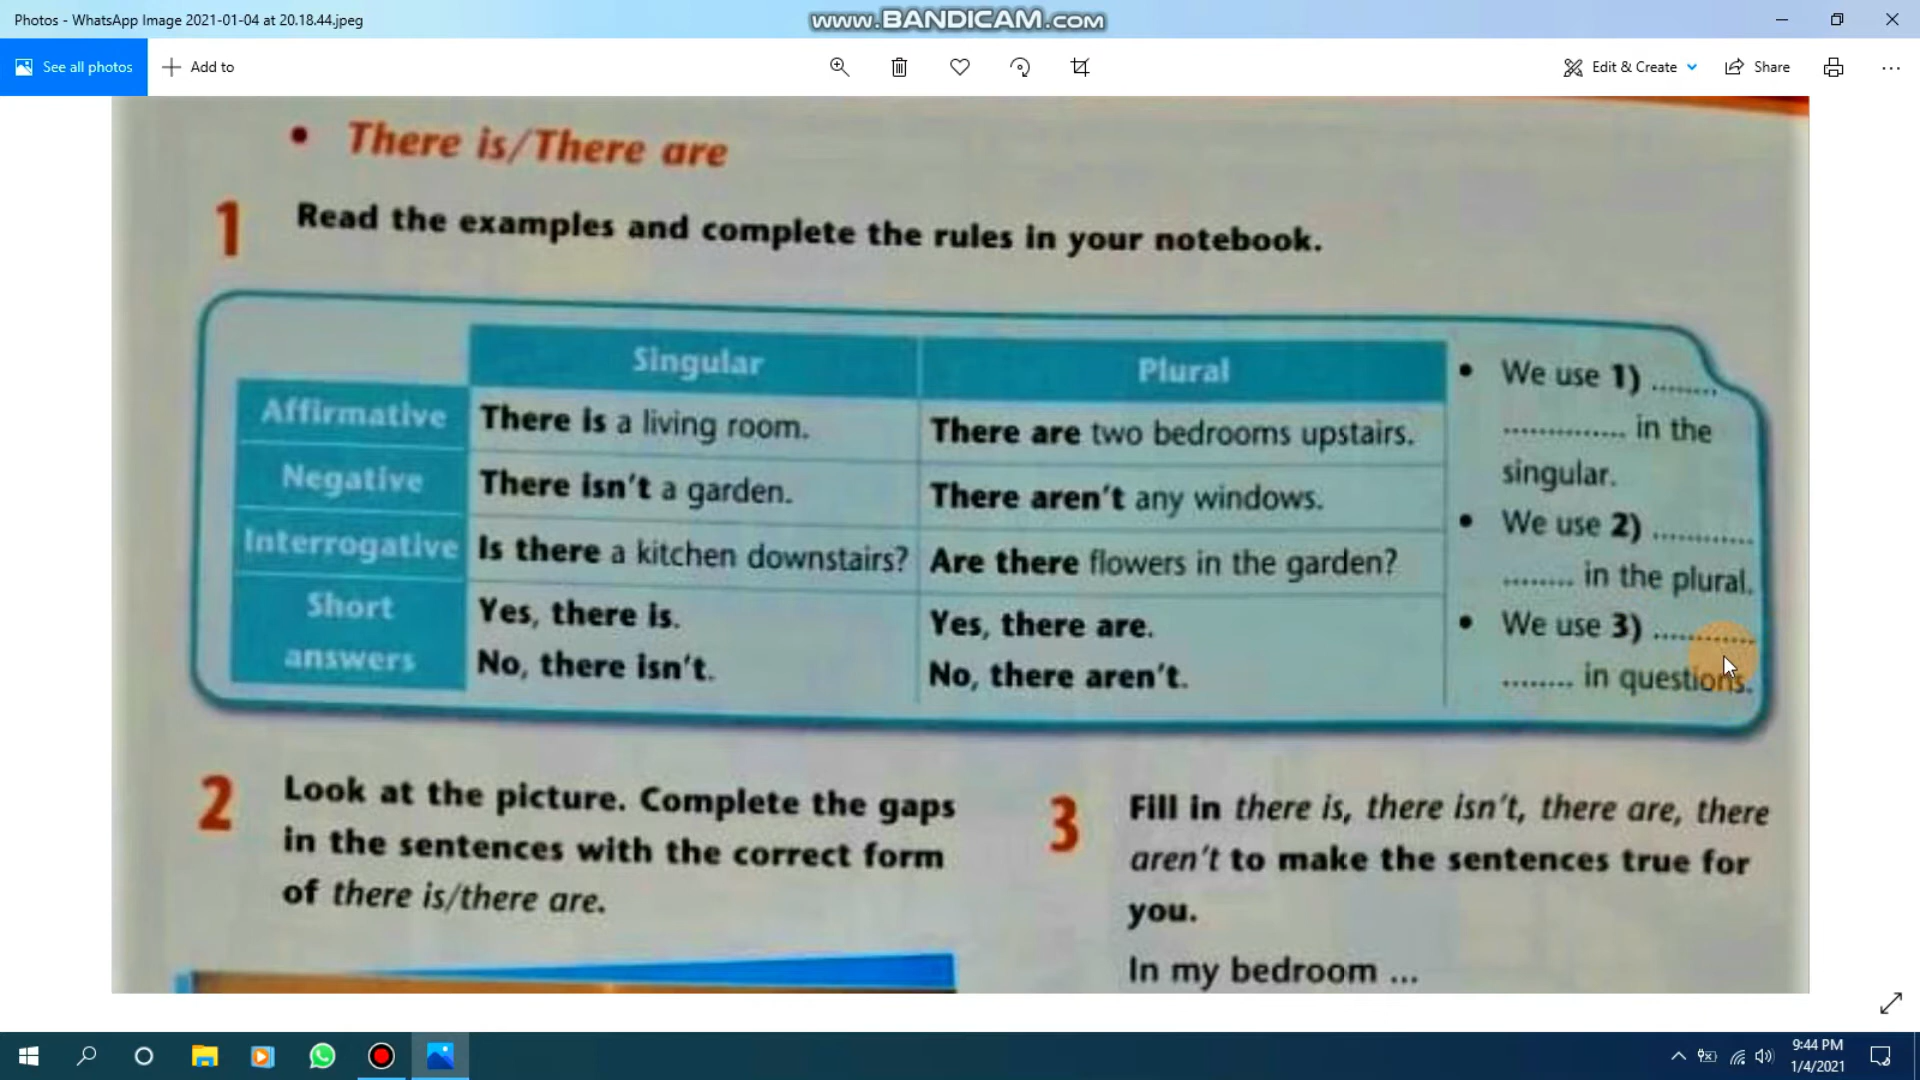 Photos - WhatsApp Image 2021-01-04 at 20.18.44.jpeg
www.BANDICAM.com
See all photos
Add to
Edit & Create
Share
• There is/There are
1 Read the examples and complete the rules in your notebook.
Singular Plural
Affirmative There is a living room. There are two bedrooms upstairs.
Negative There isn't a garden. There aren't any windows.
Interrogative Is there a kitchen downstairs? Are there flowers in the garden?
Short answers
Yes, there is. Yes, there are.
No, there isn't. No, there aren't.
• We use 1) ........
.............. in the
singular.
• We use 2) ............
........ in the plural.
• We use 3) ............
........ in questions.
2 Look at the picture. Complete the gaps
in the sentences with the correct form
of there is/there are.
3 Fill in there is, there isn't, there are, there
aren't to make the sentences true for
you.
In my bedroom ...
9:44 PM
1/4/2021